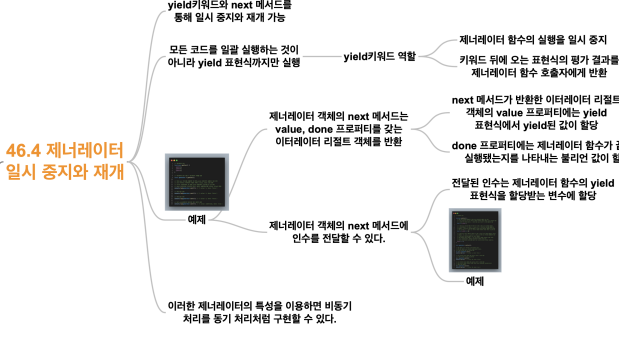 46.4 제너레이터
일시 중지와 재개
yield키워드와 next 메서드를
통해 일시 중지와 재개 가능
모든 코드를 일괄 실행하는 것이
아니라 yield 표현식까지만 실행
yield키워드 역할
제너레이터 함수의 실행을 일시 중지
키워드 뒤에 오는 표현식의 평가 결과를
제너레이터 함수 호출자에게 반환
예제
제너레이터 객체의 next 메서드는
value, done 프로퍼티를 갖는
이터레이터 리절트 객체를 반환
next 메서드가 반환한 이터레이터 리절트
객체의 value 프로퍼티에는 yield
표현식에서 yield된 값이 할당
done 프로퍼티에는 제너레이터 함수가
실행됐는지를 나타내는 불리언 값이
제너레이터 객체의 next 메서드에
인수를 전달할 수 있다.
전달된 인수는 제너레이터 함수의 yield
표현식을 할당받는 변수에 할당
예제
이러한 제너레이터의 특성을 이용하면 비동기
처리를 동기 처리처럼 구현할 수 있다.